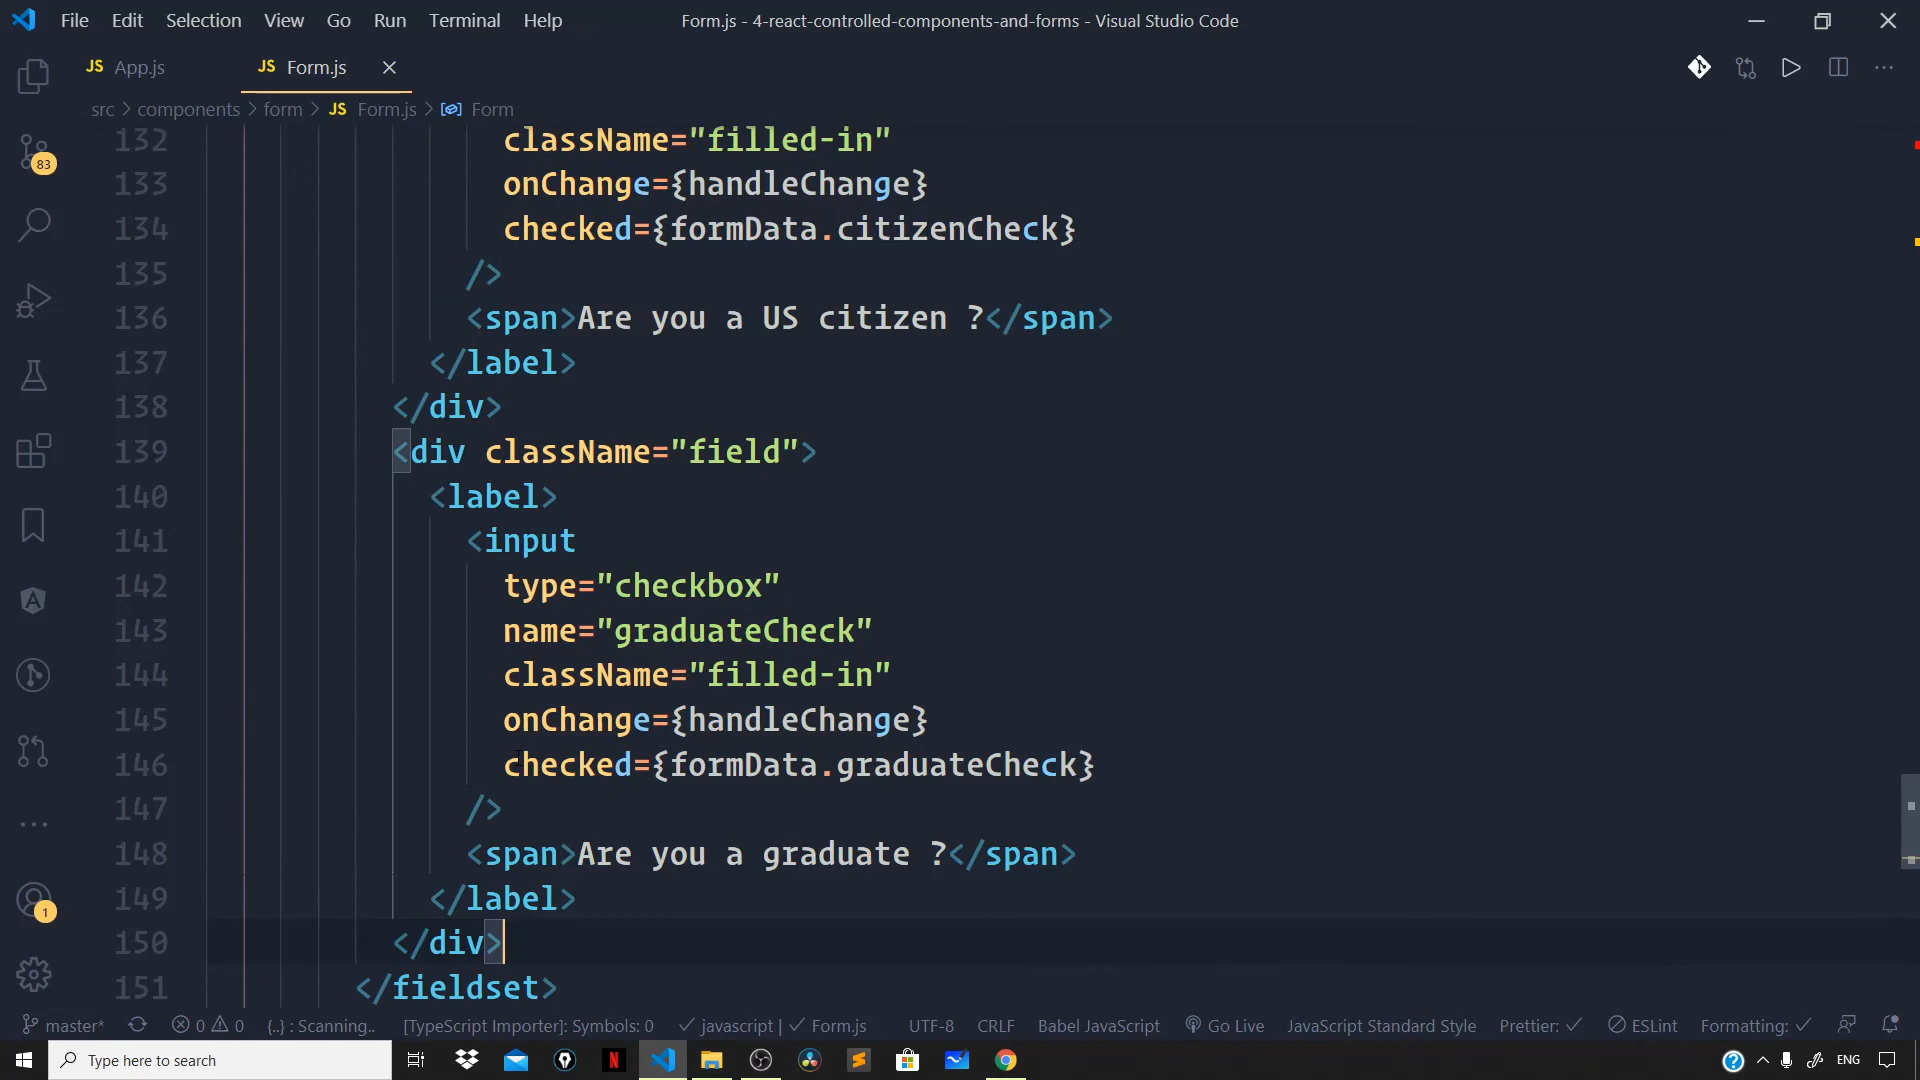 File Edit Selection View Go Run Terminal Help Form.js - 4-react-controlled-components-and-forms - Visual Studio Code
JS App.js JS Form.js
src > components > form > JS Form.js > Form
132 className="filled-in"
133 onChange={handleChange}
134 checked={formData.citizenCheck}
135 />
136 <span>Are you a US citizen ?</span>
137 </label>
138 </div>
139 <div className="field">
140 <label>
141 <input
142 type="checkbox"
143 name="graduateCheck"
144 className="filled-in"
145 onChange={handleChange}
146 checked={formData.graduateCheck}
147 />
148 <span>Are you a graduate ?</span>
149 </label>
150 </div>
151 </fieldset>
83
1
master* 0 0 {..} : Scanning.. [TypeScript Importer]: Symbols: 0 javascript | Form.js UTF-8 CRLF Babel JavaScript Go Live JavaScript Standard Style Prettier: ESLint Formatting:
Type here to search ENG